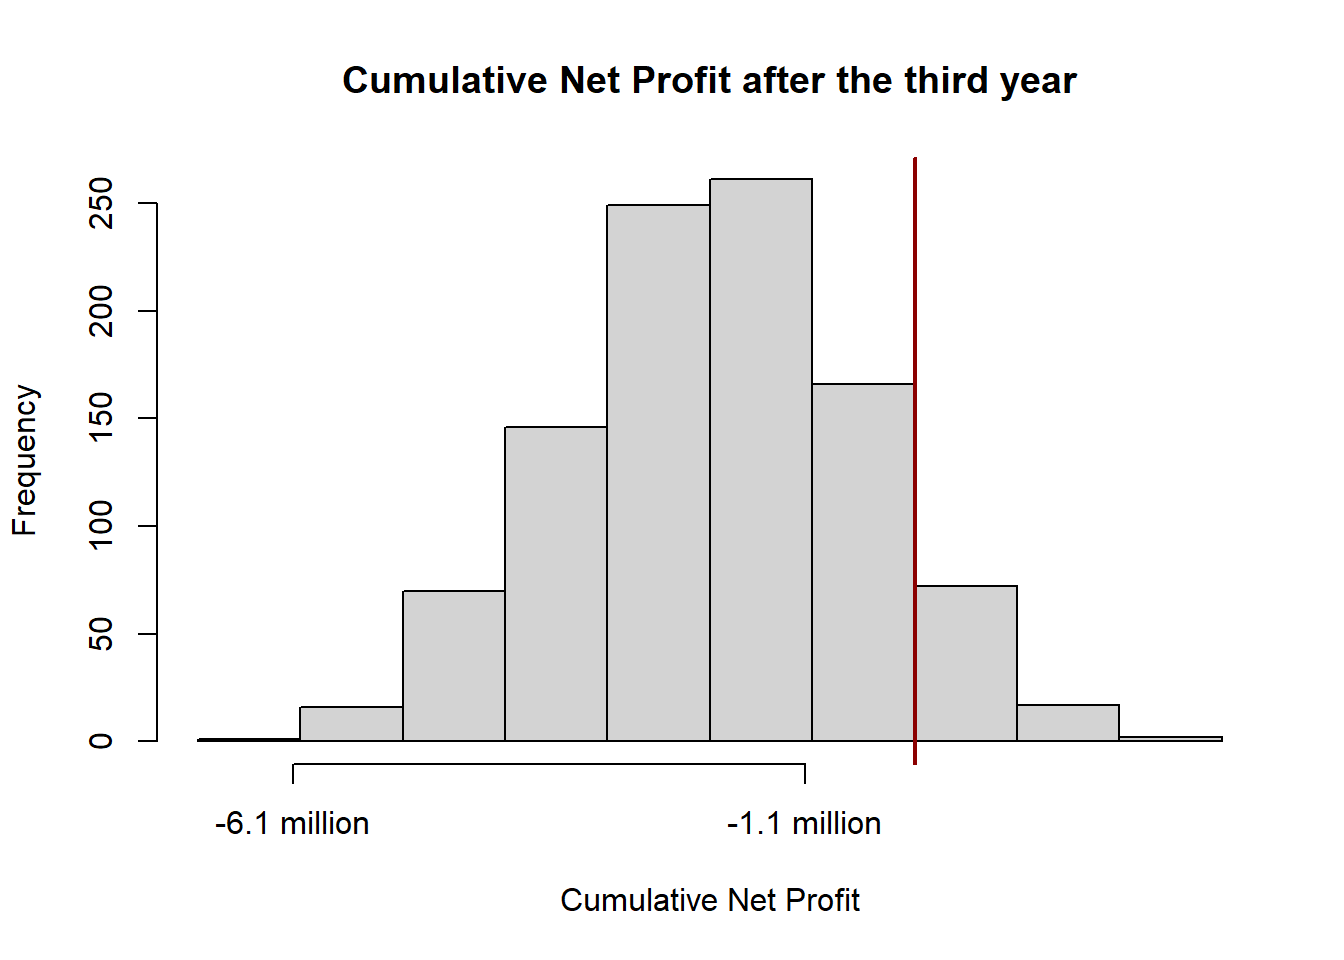 Cumulative Net Profit after the third year
Frequency
250
200
150
100
50
0
-6.1 million
-1.1 million
Cumulative Net Profit